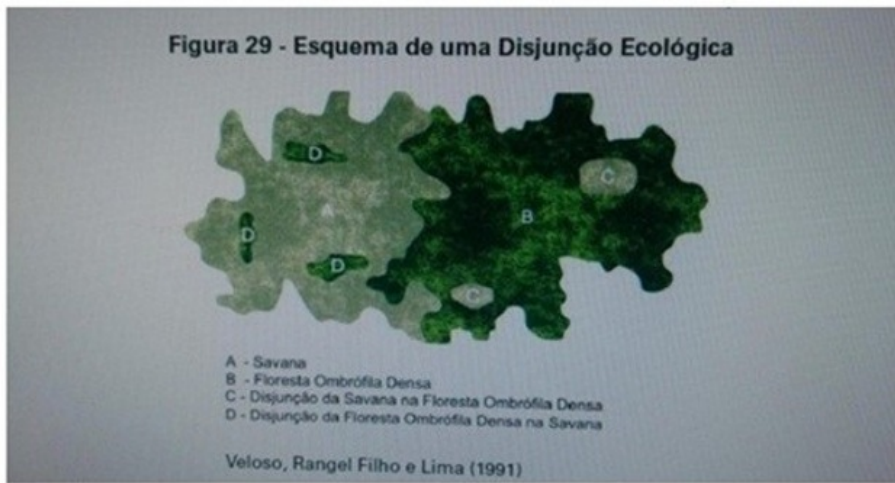 Figura 29 - Esquema de uma Disjunção Ecológica
D
A
C
B
D
D
C
A - Savana
B - Floresta Ombrófila Densa
C - Disjunção da Savana na Floresta Ombrófila Densa
D - Disjunção da Floresta Ombrófila Densa na Savana
Veloso, Rangel Filho e Lima (1991)